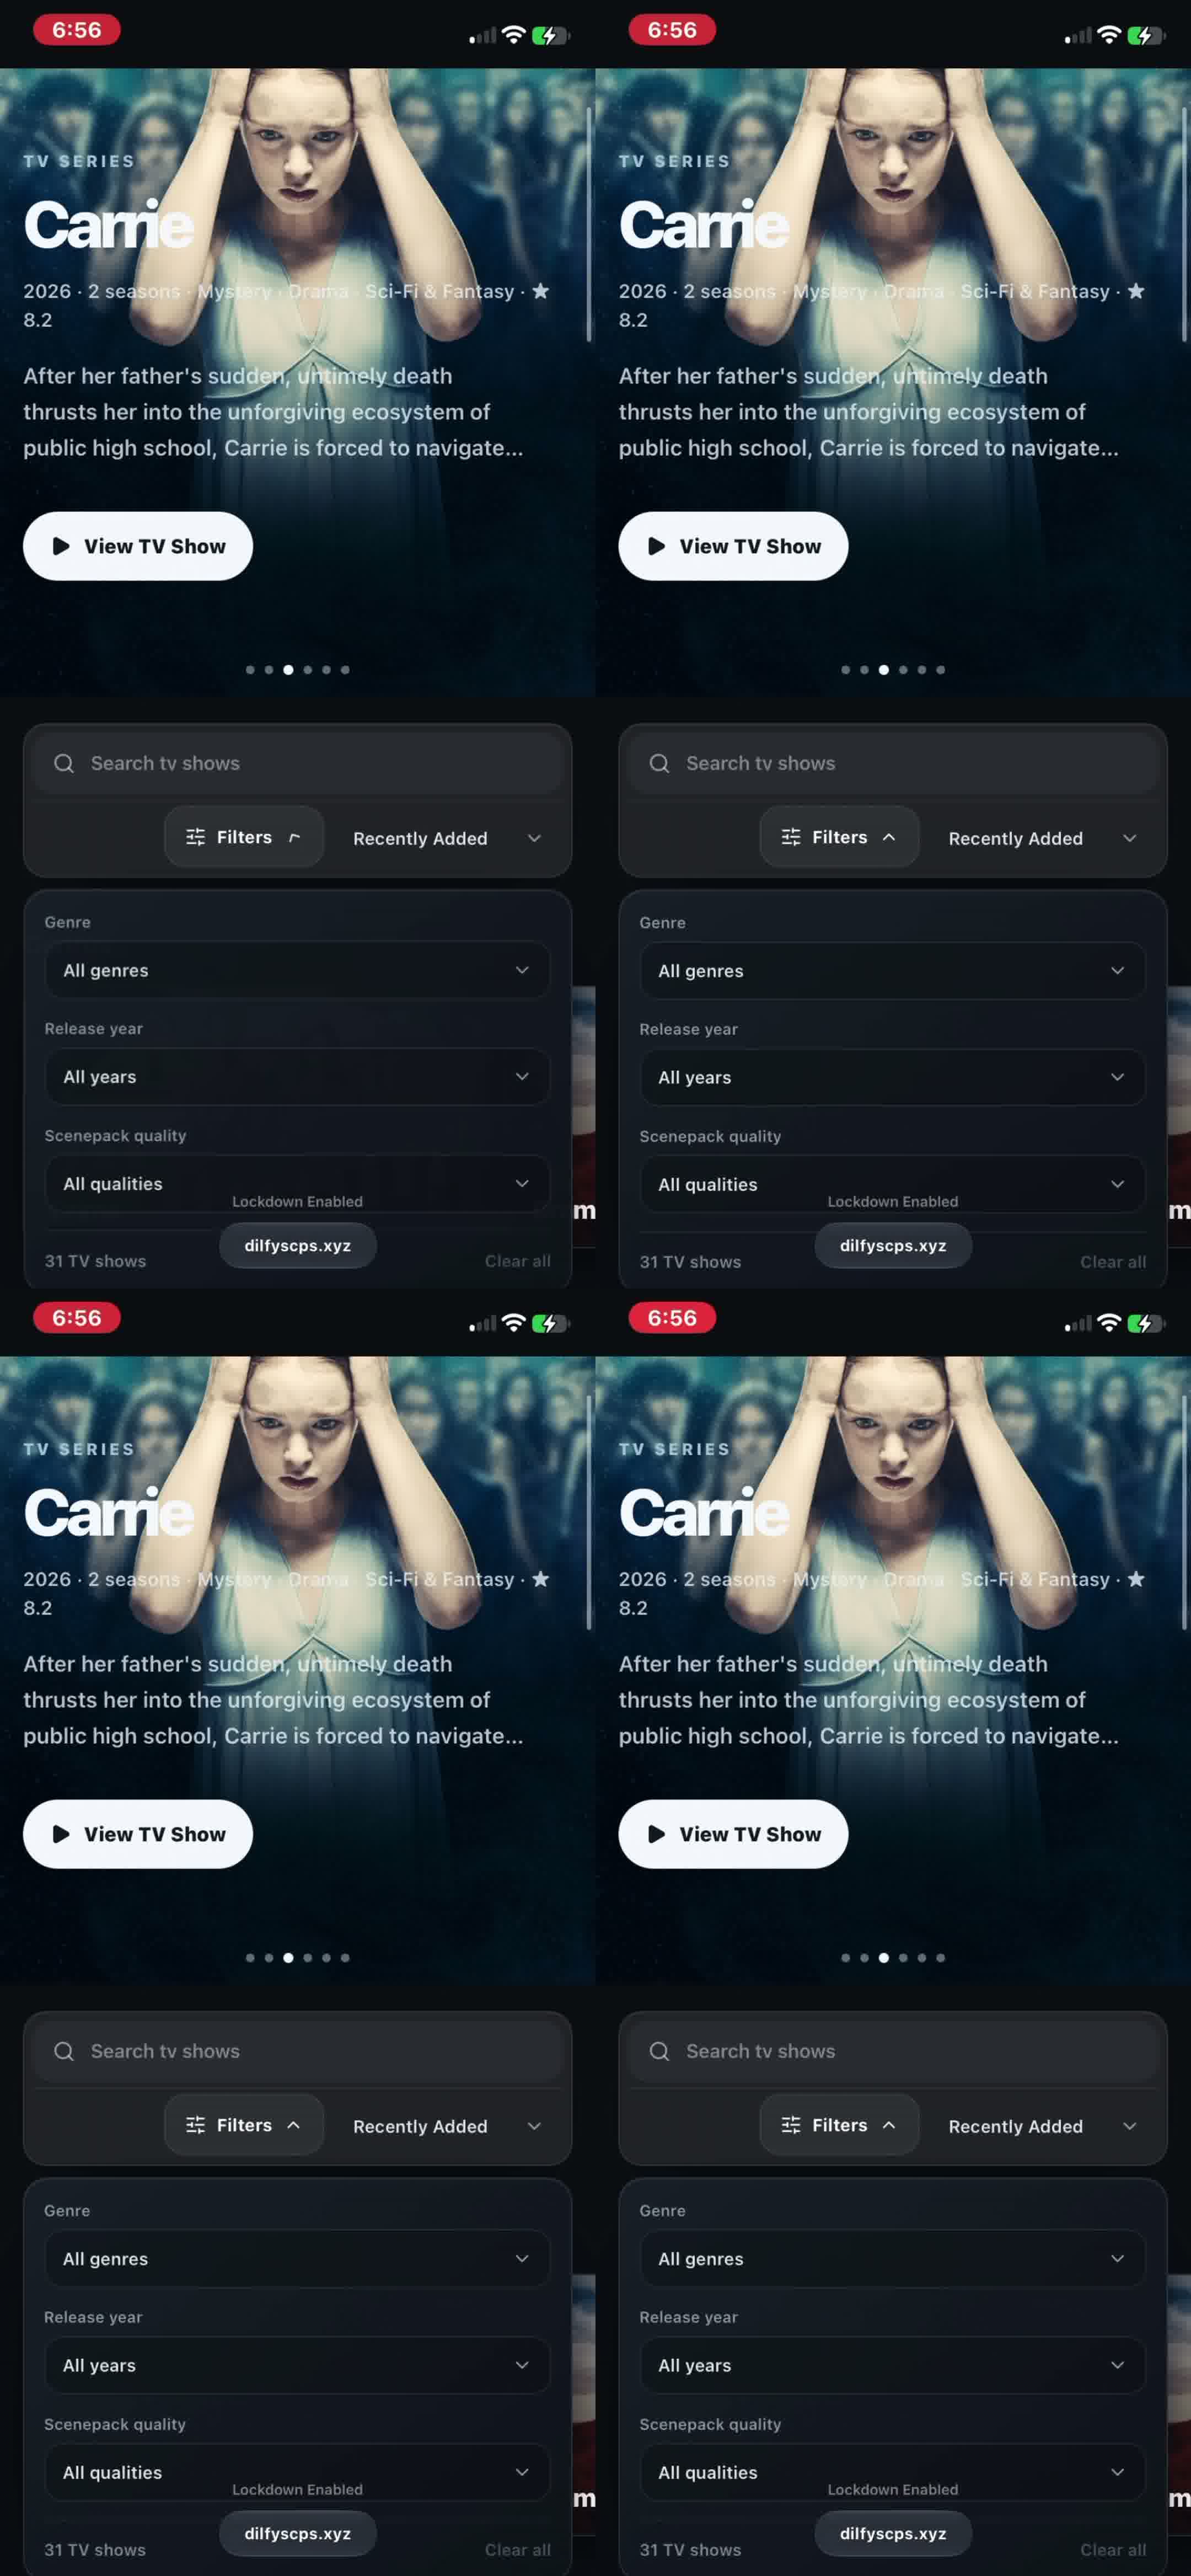 6:56
TV SERIES
Carrie
2026 · 2 seasons · Mystery · Drama · Sci-Fi & Fantasy · ★
8.2
After her father's sudden, untimely death
thrusts her into the unforgiving ecosystem of
public high school, Carrie is forced to navigate...
View TV Show
Search tv shows
Filters
Recently Added
Genre
All genres
Release year
All years
Scenepack quality
All qualities
Lockdown Enabled
dilfyscps.xyz
31 TV shows
Clear all
6:56
TV SERIES
Carrie
2026 · 2 seasons · Mystery · Drama · Sci-Fi & Fantasy · ★
8.2
After her father's sudden, untimely death
thrusts her into the unforgiving ecosystem of
public high school, Carrie is forced to navigate...
View TV Show
Search tv shows
Filters
Recently Added
Genre
All genres
Release year
All years
Scenepack quality
All qualities
Lockdown Enabled
dilfyscps.xyz
31 TV shows
Clear all
6:56
TV SERIES
Carrie
2026 · 2 seasons · Mystery · Drama · Sci-Fi & Fantasy · ★
8.2
After her father's sudden, untimely death
thrusts her into the unforgiving ecosystem of
public high school, Carrie is forced to navigate...
View TV Show
Search tv shows
Filters
Recently Added
Genre
All genres
Release year
All years
Scenepack quality
All qualities
Lockdown Enabled
dilfyscps.xyz
31 TV shows
Clear all
6:56
TV SERIES
Carrie
2026 · 2 seasons · Mystery · Drama · Sci-Fi & Fantasy · ★
8.2
After her father's sudden, untimely death
thrusts her into the unforgiving ecosystem of
public high school, Carrie is forced to navigate...
View TV Show
Search tv shows
Filters
Recently Added
Genre
All genres
Release year
All years
Scenepack quality
All qualities
Lockdown Enabled
dilfyscps.xyz
31 TV shows
Clear all